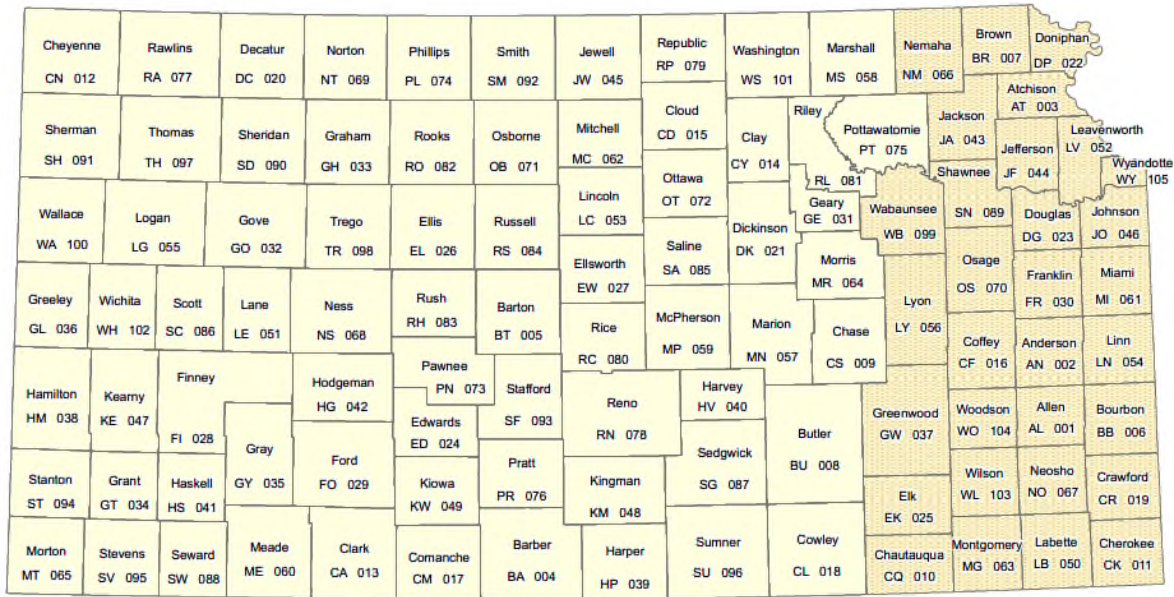 Cheyenne
CN 012
Rawlins
RA 077
Decatur
DC 020
Norton
NT 069
Phillips
PL 074
Smith
SM 092
Jewell
JW 045
Republic
RP 079
Washington
WS 101
Marshall
MS 058
Nemaha
NM 066
Brown
BR 007
Doniphan
DP 022
Sherman
SH 091
Thomas
TH 097
Sheridan
SD 090
Graham
GH 033
Rooks
RO 082
Osborne
OB 071
Mitchell
MC 062
Cloud
CD 015
Clay
CY 014
Riley
RL 081
Pottawatomie
PT 075
Jackson
JA 043
Atchison
AT 003
Jefferson
JF 044
Leavenworth
LV 052
Wyandotte
WY 105
Wallace
WA 100
Logan
LG 055
Gove
GO 032
Trego
TR 098
Ellis
EL 026
Russell
RS 084
Lincoln
LC 053
Ottawa
OT 072
Dickinson
DK 021
Geary
GE 031
Wabaunsee
WB 099
Shawnee
SN 089
Douglas
DG 023
Johnson
JO 046
Greeley
GL 036
Wichita
WH 102
Scott
SC 086
Lane
LE 051
Ness
NS 068
Rush
RH 083
Barton
BT 005
Ellsworth
EW 027
Saline
SA 085
Morris
MR 064
Lyon
LY 056
Osage
OS 070
Franklin
FR 030
Miami
MI 061
Rice
RC 080
McPherson
MP 059
Marion
MN 057
Chase
CS 009
Coffey
CF 016
Anderson
AN 002
Linn
LN 054
Hamilton
HM 038
Kearny
KE 047
Finney
FI 028
Hodgeman
HG 042
Pawnee
PN 073
Stafford
SF 093
Reno
RN 078
Harvey
HV 040
Butler
BU 008
Greenwood
GW 037
Woodson
WO 104
Allen
AL 001
Bourbon
BB 006
Gray
GY 035
Ford
FO 029
Edwards
ED 024
Pratt
PR 076
Kingman
KM 048
Sedgwick
SG 087
Stanton
ST 094
Grant
GT 034
Haskell
HS 041
Kiowa
KW 049
Elk
EK 025
Wilson
WL 103
Neosho
NO 067
Crawford
CR 019
Morton
MT 065
Stevens
SV 095
Seward
SW 088
Meade
ME 060
Clark
CA 013
Comanche
CM 017
Barber
BA 004
Harper
HP 039
Sumner
SU 096
Cowley
CL 018
Chautauqua
CQ 010
Montgomery
MG 063
Labette
LB 050
Cherokee
CK 011